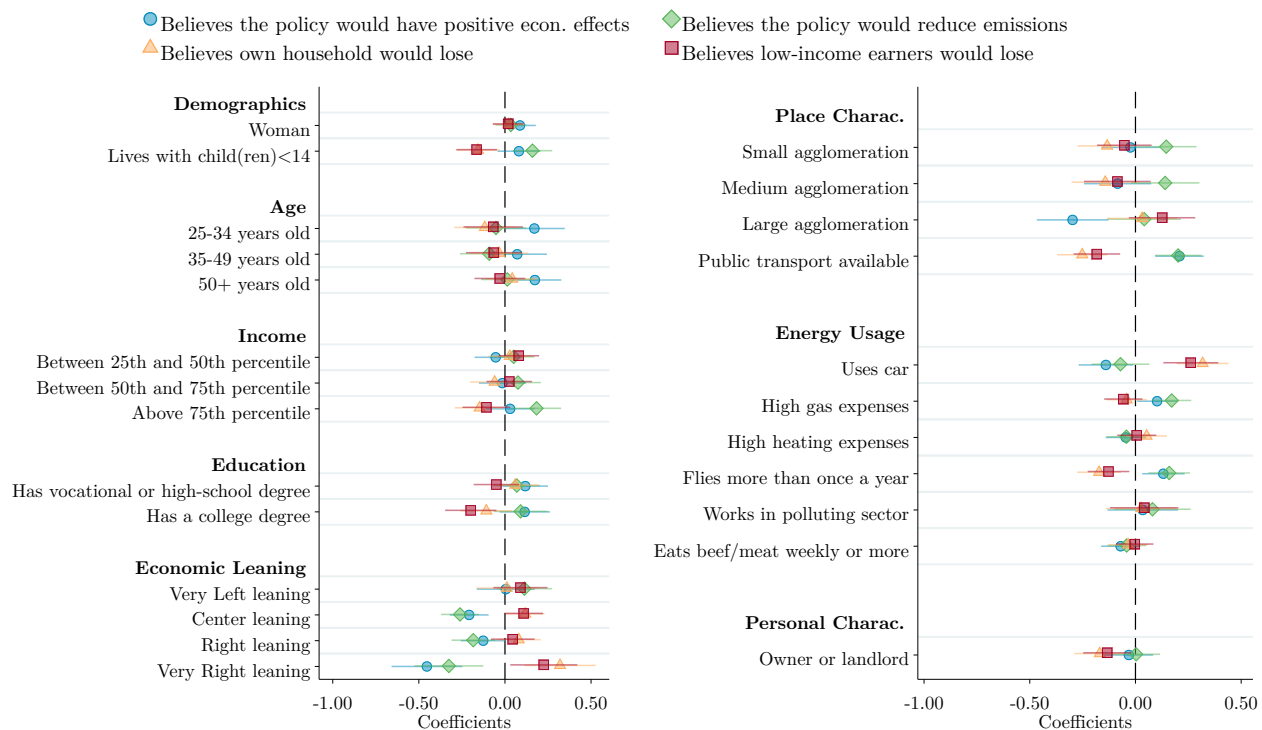 Believes the policy would have positive econ. effects
Believes the policy would reduce emissions
Believes own household would lose
Believes low-income earners would lose
Demographics
Woman
Lives with child(ren)<14
Age
25-34 years old
35-49 years old
50+ years old
Income
Between 25th and 50th percentile
Between 50th and 75th percentile
Above 75th percentile
Education
Has vocational or high-school degree
Has a college degree
Economic Leaning
Very Left leaning
Center leaning
Right leaning
Very Right leaning
-1.00
-0.50
0.00
0.50
Coefficients
Place Charac.
Small agglomeration
Medium agglomeration
Large agglomeration
Public transport available
Energy Usage
Uses car
High gas expenses
High heating expenses
Flies more than once a year
Works in polluting sector
Eats beef/meat weekly or more
Personal Charac.
Owner or landlord
-1.00
-0.50
0.00
0.50
Coefficients